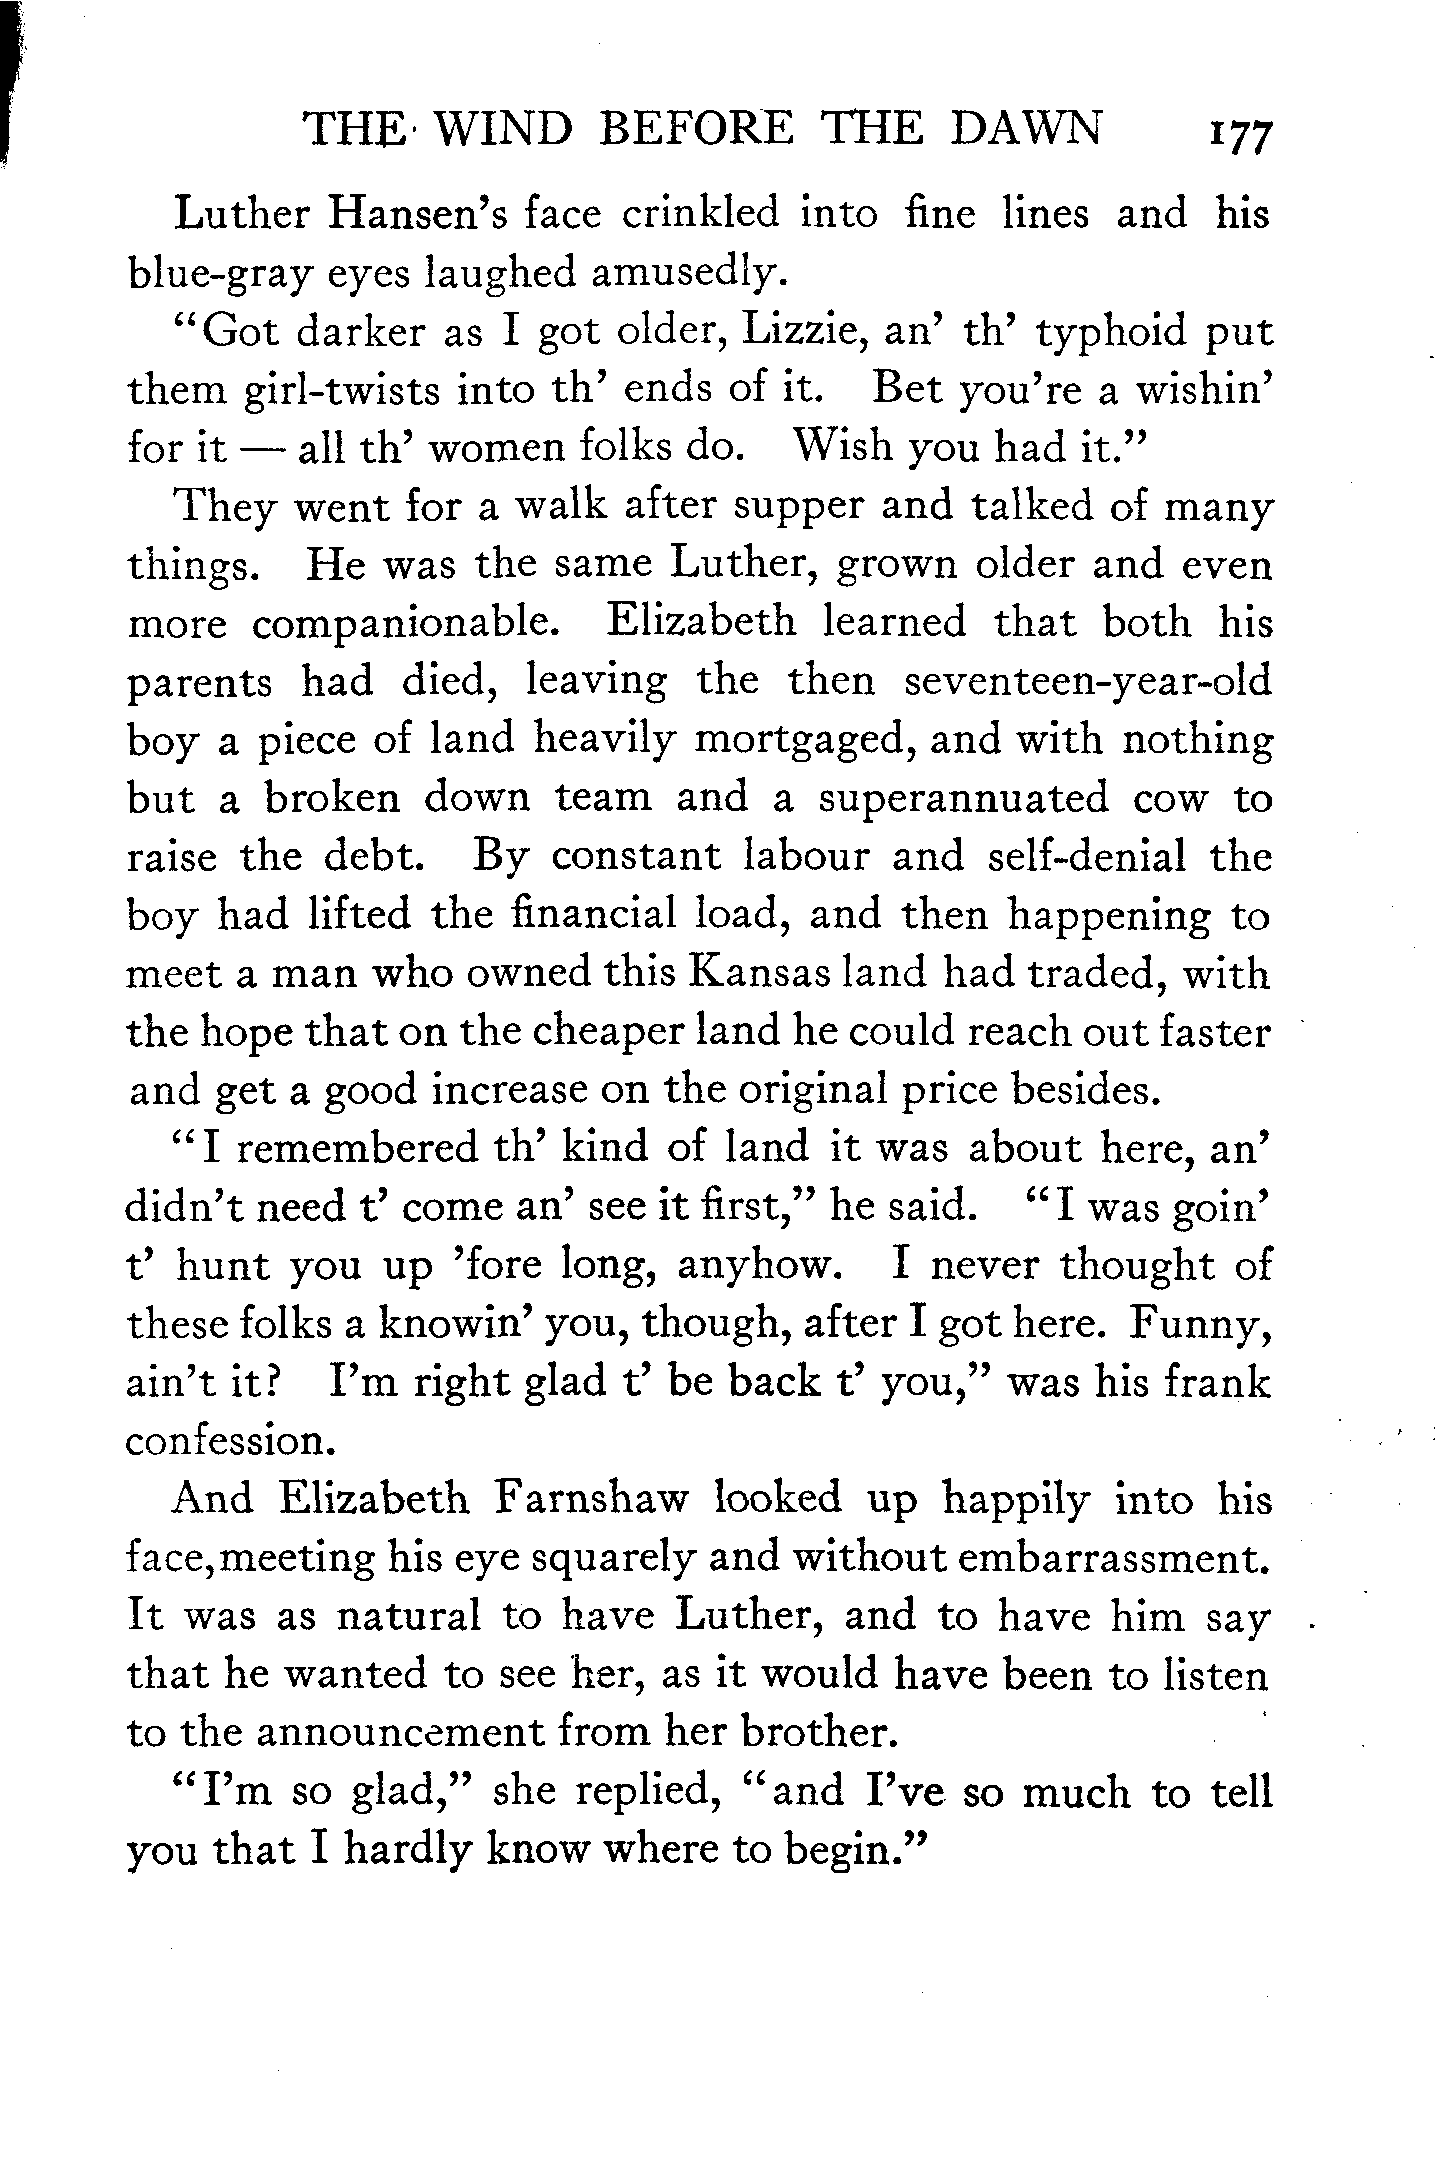 THE WIND BEFORE THE DAWN 177
Luther Hansen's face crinkled into fine lines and his
blue-gray eyes laughed amusedly.
"Got darker as I got older, Lizzie, an' th' typhoid put
them girl-twists into th' ends of it. Bet you're a wishin'
for it — all th' women folks do. Wish you had it."
They went for a walk after supper and talked of many
things. He was the same Luther, grown older and even
more companionable. Elizabeth learned that both his
parents had died, leaving the then seventeen-year-old
boy a piece of land heavily mortgaged, and with nothing
but a broken down team and a superannuated cow to
raise the debt. By constant labour and self-denial the
boy had lifted the financial load, and then happening to
meet a man who owned this Kansas land had traded, with
the hope that on the cheaper land he could reach out faster
and get a good increase on the original price besides.
"I remembered th' kind of land it was about here, an'
didn't need t' come an' see it first," he said. "I was goin'
t' hunt you up 'fore long, anyhow. I never thought of
these folks a knowin' you, though, after I got here. Funny,
ain't it? I'm right glad t' be back t' you," was his frank
confession.
And Elizabeth Farnshaw looked up happily into his
face, meeting his eye squarely and without embarrassment.
It was as natural to have Luther, and to have him say
that he wanted to see her, as it would have been to listen
to the announcement from her brother.
"I'm so glad," she replied, "and I've so much to tell
you that I hardly know where to begin."